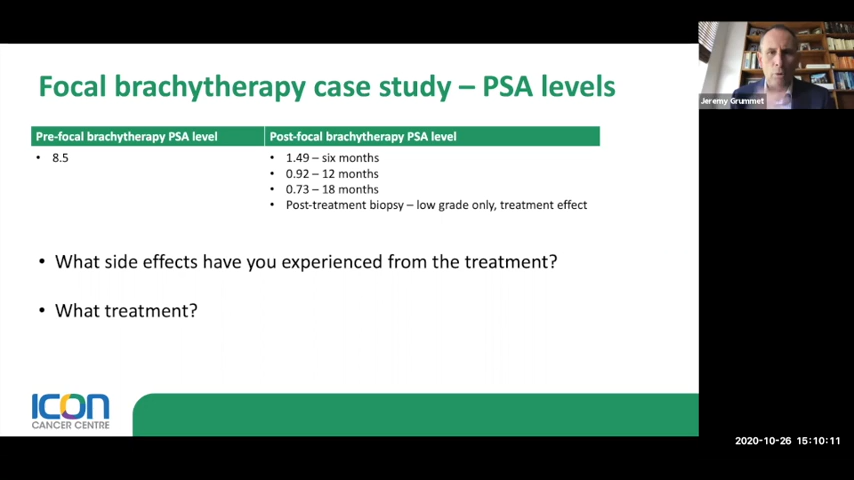 Focal brachytherapy case study – PSA levels
Jeremy Grummet
Pre-focal brachytherapy PSA level
Post-focal brachytherapy PSA level
• 8.5
• 1.49 – six months
• 0.92 – 12 months
• 0.73 – 18 months
• Post-treatment biopsy – low grade only, treatment effect
• What side effects have you experienced from the treatment?
• What treatment?
ICON
CANCER CENTRE
2020-10-26 15:10:11